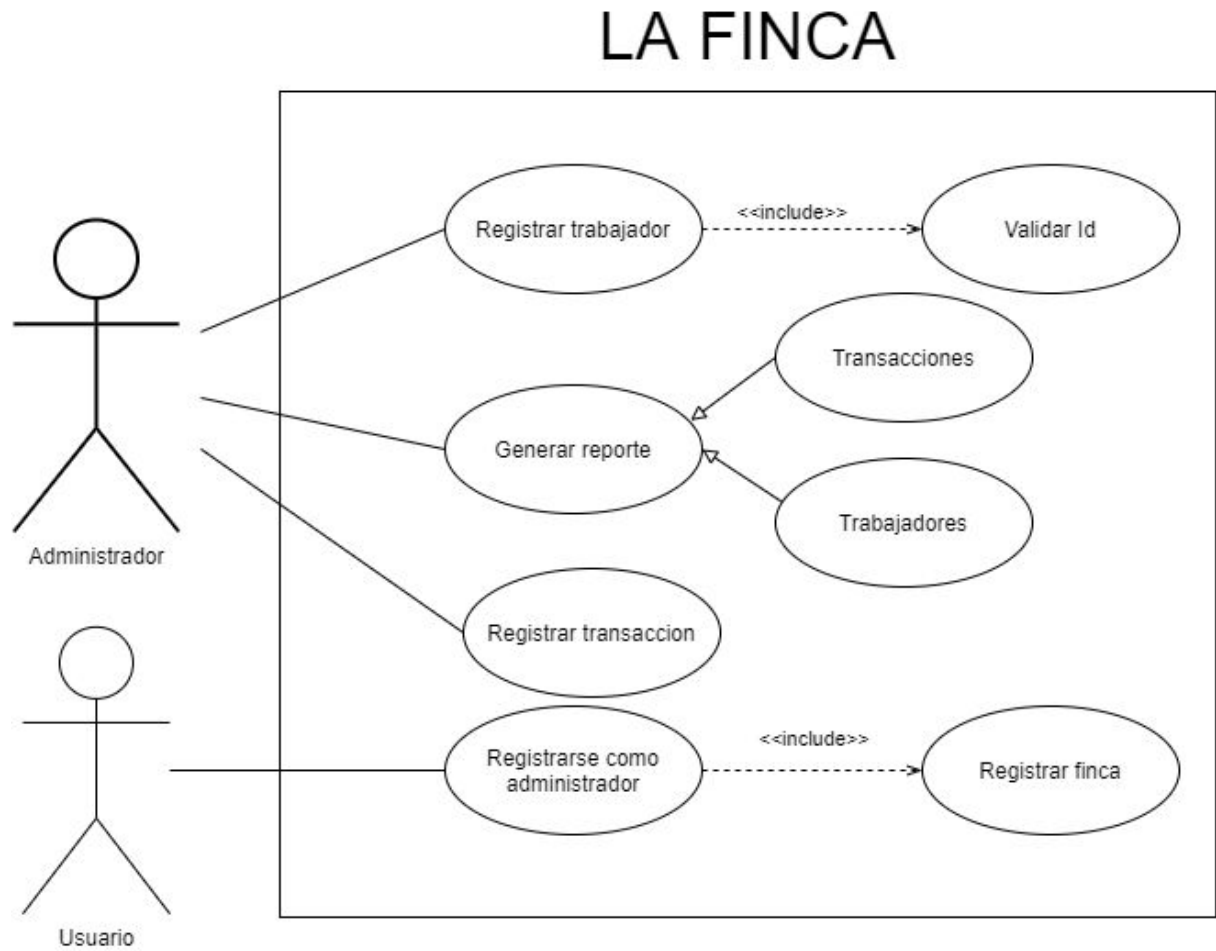 LA FINCA
Registrar trabajador
<<include>>
Validar Id
Transacciones
Generar reporte
Trabajadores
Administrador
Registrar transaccion
Registrarse como
administrador
<<include>>
Registrar finca
Usuario